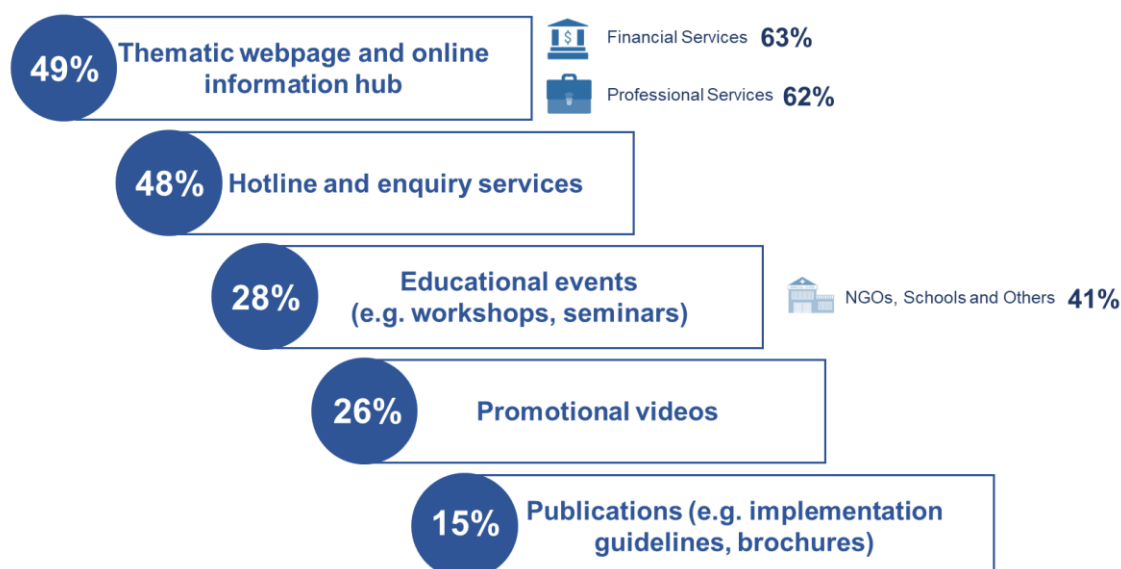 49%
Thematic webpage and online
information hub
Financial Services 63%
Professional Services 62%
48%
Hotline and enquiry services
28%
Educational events
(e.g. workshops, seminars)
NGOs, Schools and Others 41%
26%
Promotional videos
15%
Publications (e.g. implementation
guidelines, brochures)